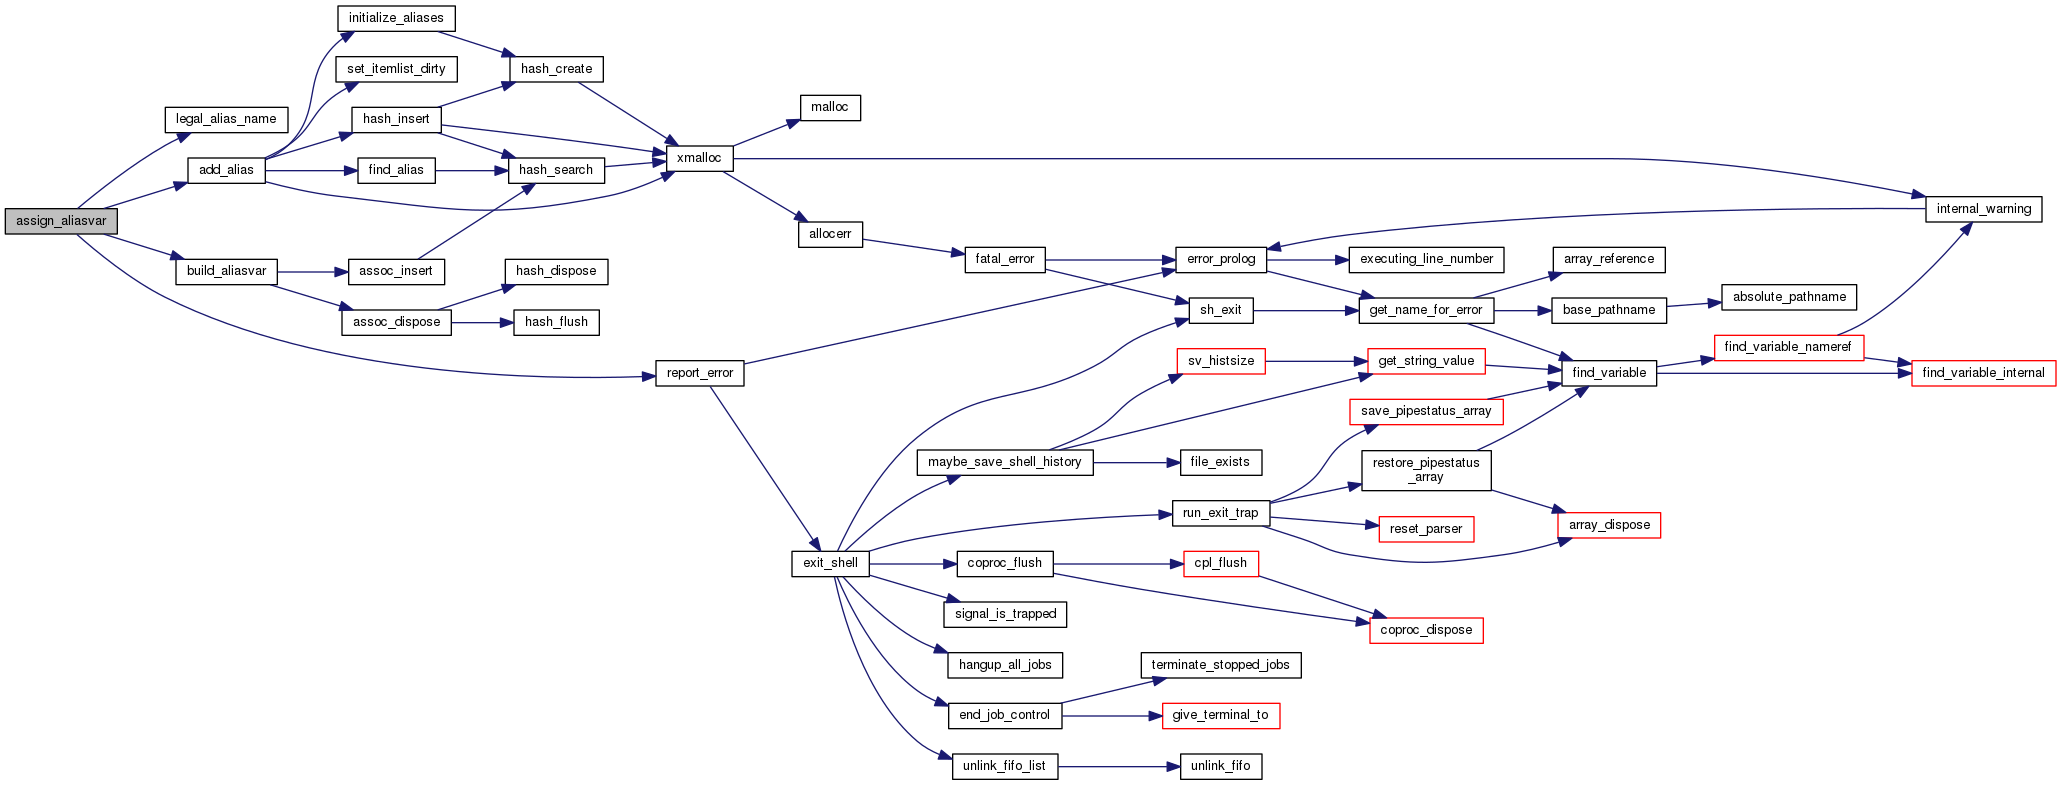 initialize_aliases
set_itemlist_dirty
hash_create
legal_alias_name
hash_insert
malloc
add_alias
find_alias
hash_search
xmalloc
assign_aliasvar
internal_warning
allocerr
build_aliasvar
assoc_insert
hash_dispose
fatal_error
error_prolog
executing_line_number
array_reference
assoc_dispose
hash_flush
sh_exit
get_name_for_error
base_pathname
absolute_pathname
report_error
sv_histsize
get_string_value
find_variable
find_variable_nameref
find_variable_internal
save_pipestatus_array
maybe_save_shell_history
file_exists
restore_pipestatus
_array
run_exit_trap
reset_parser
array_dispose
exit_shell
coproc_flush
cpl_flush
signal_is_trapped
coproc_dispose
hangup_all_jobs
terminate_stopped_jobs
end_job_control
give_terminal_to
unlink_fifo_list
unlink_fifo